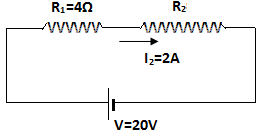 R₁=4Ω R₂
I₂=2A
V=20V